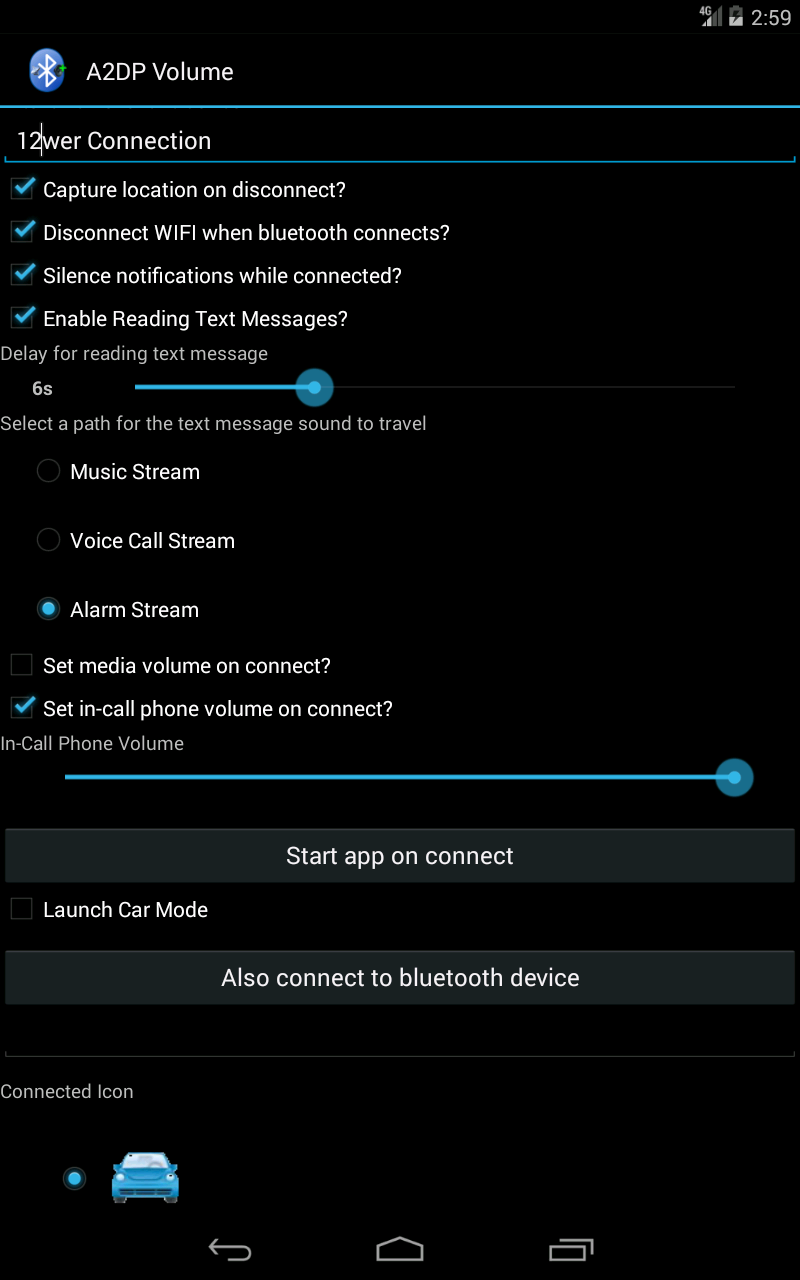 4G 2:59
A2DP Volume
12wer Connection
Capture location on disconnect?
Disconnect WIFI when bluetooth connects?
Silence notifications while connected?
Enable Reading Text Messages?
Delay for reading text message
6s
Select a path for the text message sound to travel
Music Stream
Voice Call Stream
Alarm Stream
Set media volume on connect?
Set in-call phone volume on connect?
In-Call Phone Volume
Start app on connect
Launch Car Mode
Also connect to bluetooth device
Connected Icon